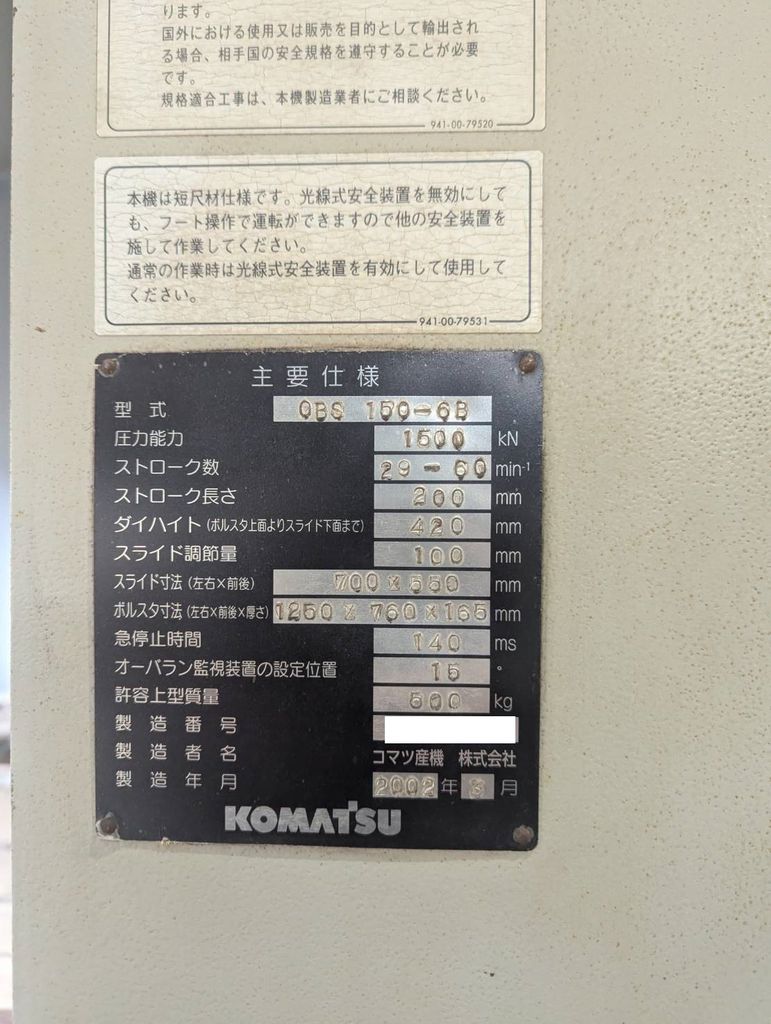 ります。
国外における使用又は販売を目的として輸出され
る場合、相手国の安全規格を遵守することが必要
です。
規格適合工事は、本機製造業者にご相談ください。
941-00-79520
本機は短尺材仕様です。光線式安全装置を無効にして
も、フート操作で運転ができますので他の安全装置を
施して作業してください。
通常の作業時は光線式安全装置を有効にして使用して
ください。
941-00-79531
主要仕様
型式 OBS 150-6B
圧力能力 1500 kN
ストローク数 29-60 min-1
ストローク長さ 200 mm
ダイハイト(ボルスタ上面よりスライド下面まで) 420 mm
スライド調節量 100 mm
スライド寸法(左右×前後) 700×550 mm
ボルスタ寸法(左右×前後×厚さ) 1250×760×165 mm
急停止時間 140 ms
オーバラン監視装置の設定位置 15 °
許容上型質量 500 kg
製造番号
製造者名 コマツ産機 株式会社
製造年月 2002年 月
KOMATSU